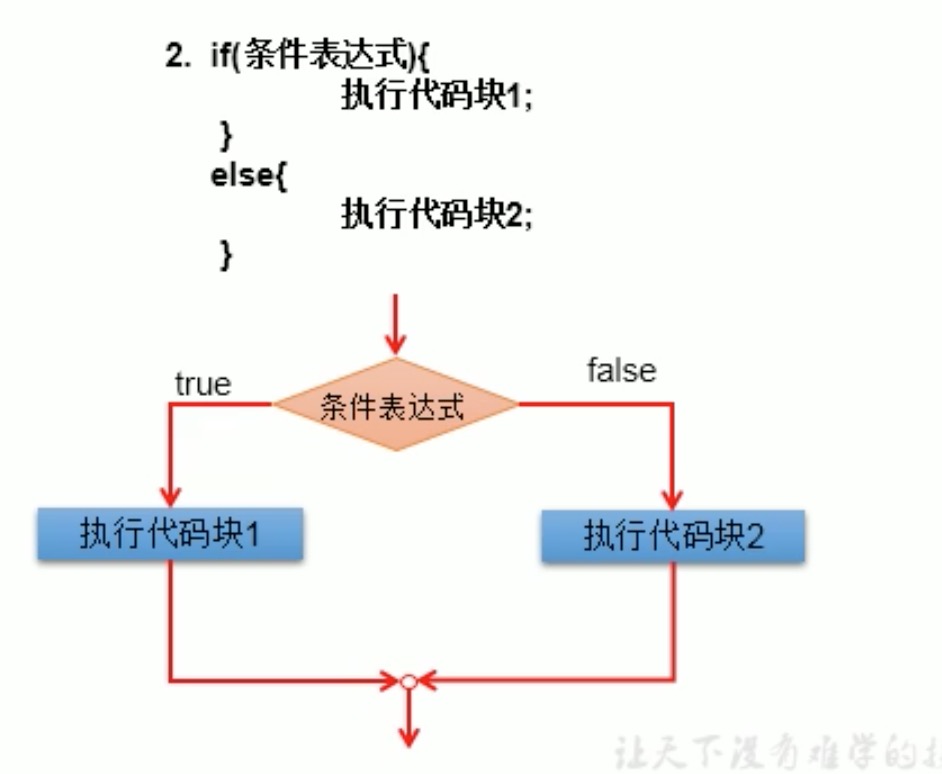 2. if(条件表达式){
执行代码块1;
}
else{
执行代码块2;
}
true
false
条件表达式
执行代码块1
执行代码块2
让天下没有难学的